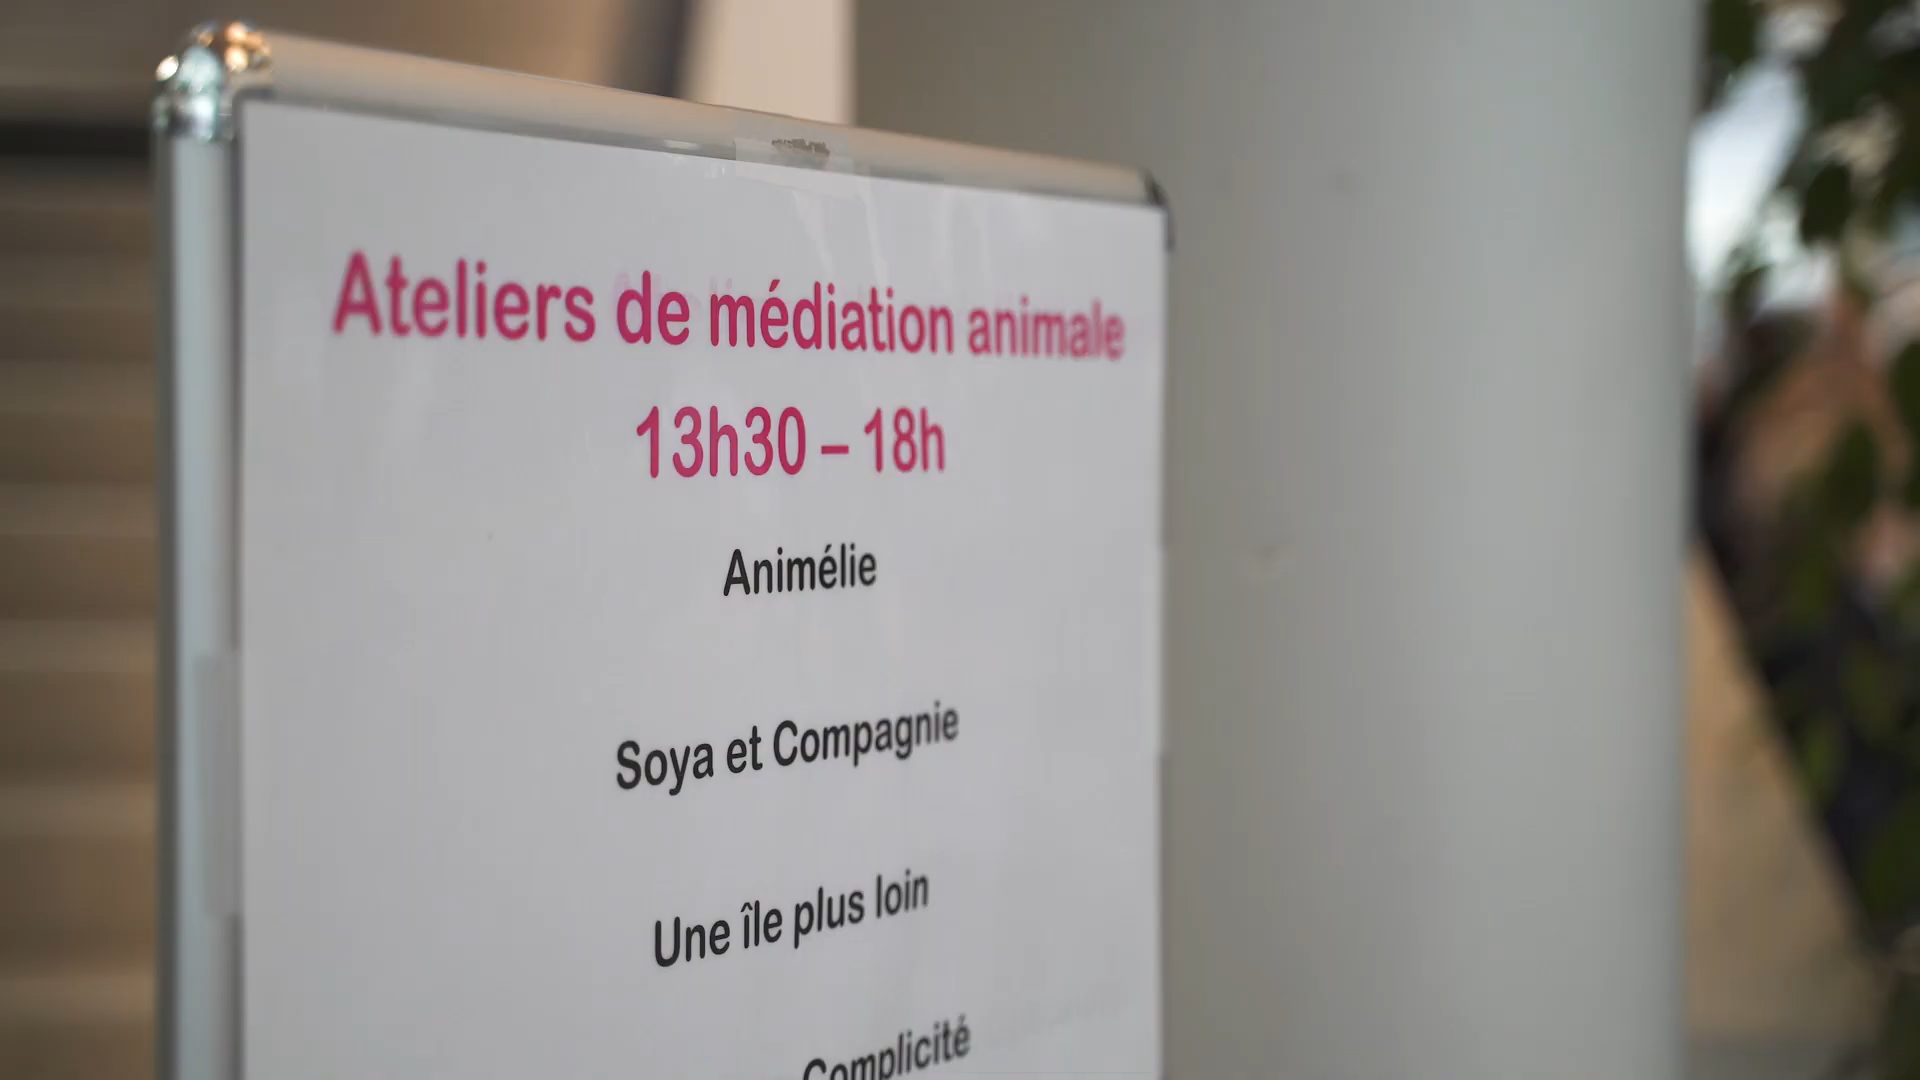 Ateliers de médiation animale
13h30 – 18h
Animélie
Soya et Compagnie
Une île plus loin
Complicité